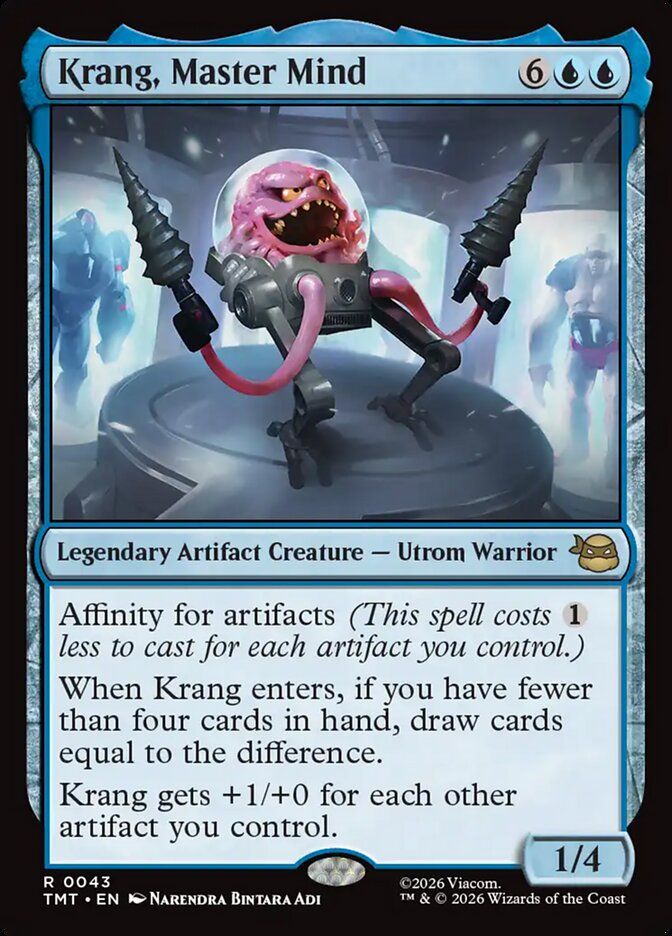 Krang, Master Mind 6
Legendary Artifact Creature — Utrom Warrior
Affinity for artifacts (This spell costs 1
less to cast for each artifact you control.)
When Krang enters, if you have fewer
than four cards in hand, draw cards
equal to the difference.
Krang gets +1/+0 for each other
artifact you control.
1/4
R 0043
TMT • EN Narendra Bintara Adi
©2026 Viacom.
™ & © 2026 Wizards of the Coast